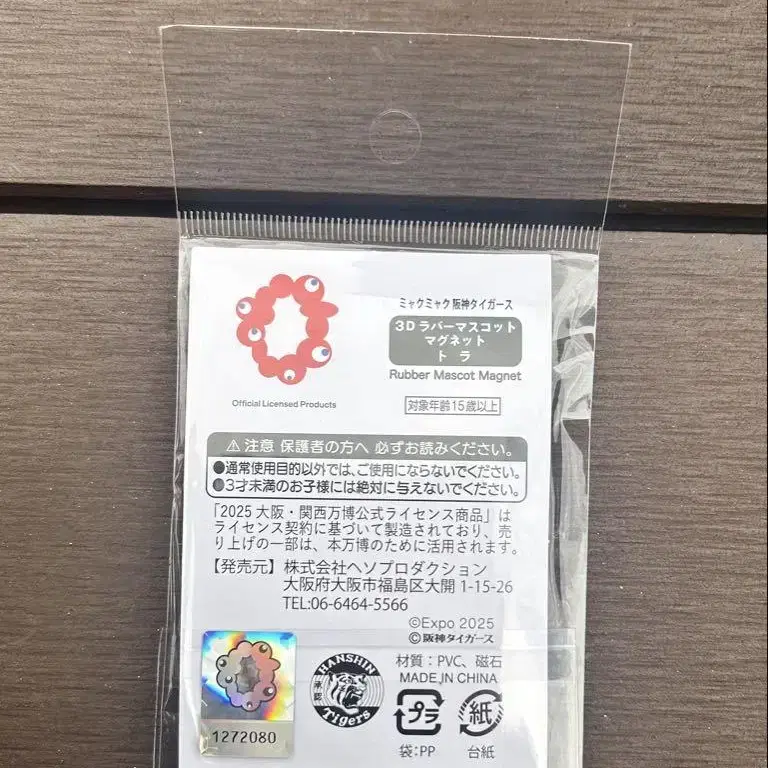 ミャクミャク 阪神タイガース
3Dラバーマスコット
マグネット
トラ
Rubber Mascot Magnet
Official Licensed Products
対象年齢15歳以上
⚠注意 保護者の方へ 必ずお読みください。
●通常使用目的以外では、ご使用にならないでください。
●3才未満のお子様には絶対に与えないでください。
「2025 大阪・関西万博公式ライセンス商品」は
ライセンス契約に基づいて製造されており、売
り上げの一部は、本万博のために活用されます。
【発売元】株式会社ヘソプロダクション
大阪府大阪市福島区大開 1-15-26
TEL:06-6464-5566
©Expo 2025
©阪神タイガース
材質:PVC、磁石
MADE IN CHINA
HANSHIN
承認
Tigers
プラ
紙
袋:PP
台紙
1272080